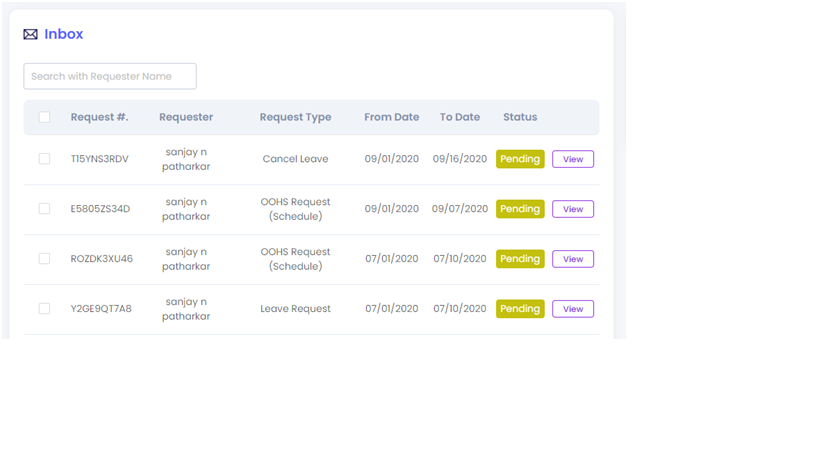 Inbox
Search with Requester Name
Request #. Requester Request Type From Date To Date Status
sanjay n
T15YNS3RDV Cancel Leave 09/01/2020 09/16/2020 Pending View
patharkar
sanjay n OOHS Request
E5805ZS34D 09/01/2020 09/07/2020 Pending View
patharkar (Schedule)
sanjay n OOHS Request
ROZDK3XU46 07/01/2020 07/10/2020 Pending View
patharkar (Schedule)
sanjay n
Y2GE9QT7A8 Leave Request 07/01/2020 07/10/2020 Pending View
patharkar